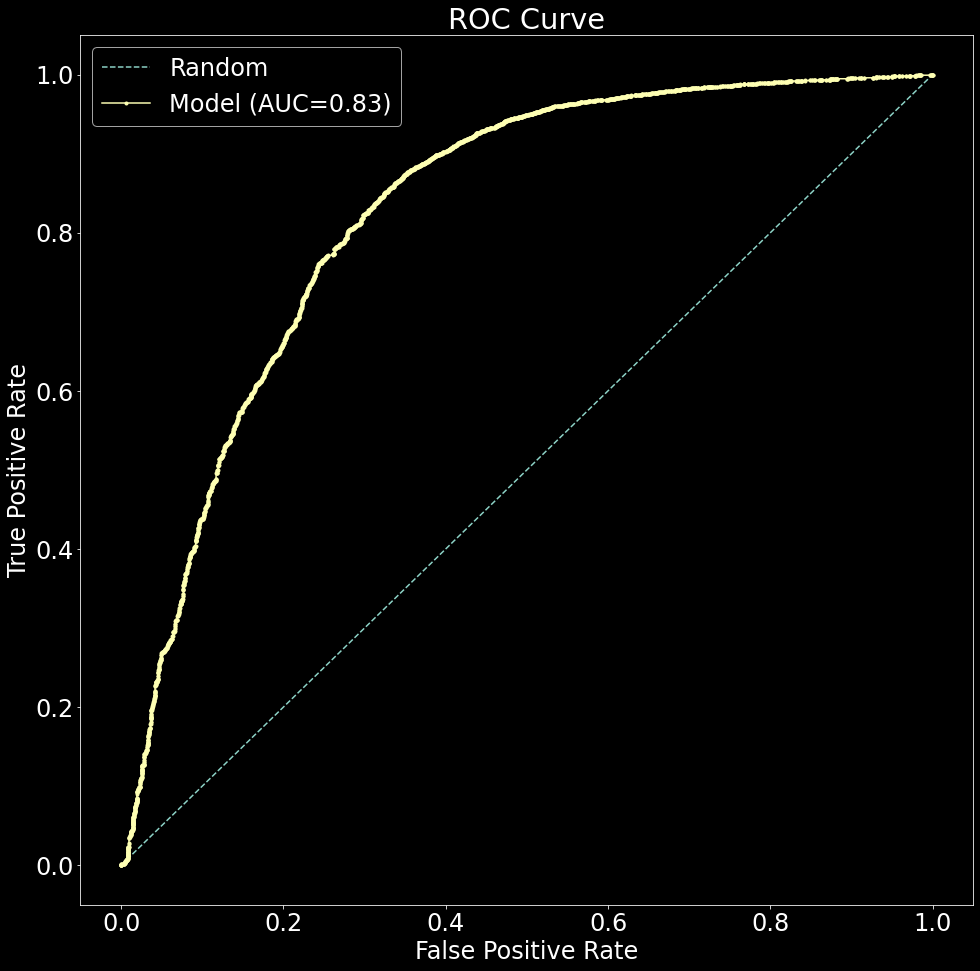 ROC Curve
Random
Model (AUC=0.83)
1.0
0.8
0.6
0.4
0.2
0.0
True Positive Rate
0.0 0.2 0.4 0.6 0.8 1.0
False Positive Rate